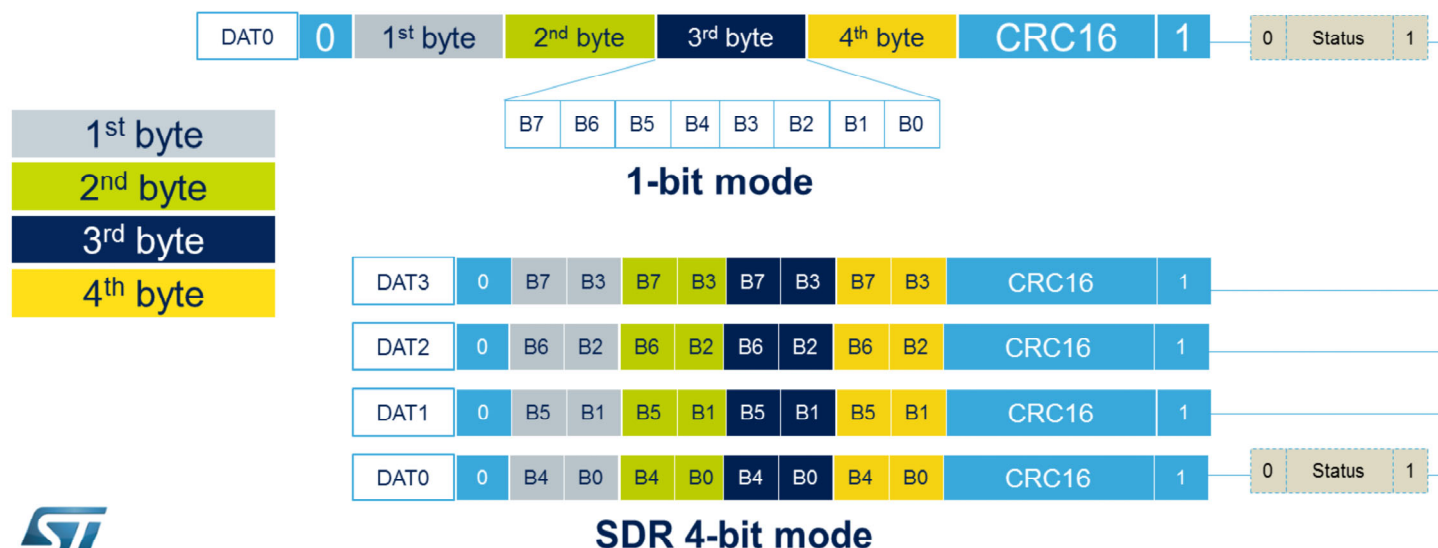 DAT0 0 1st byte 2nd byte 3rd byte 4th byte CRC16 1 0 Status 1
B7 B6 B5 B4 B3 B2 B1 B0
1-bit mode
1st byte
2nd byte
3rd byte
4th byte
DAT3 0 B7 B3 B7 B3 B7 B3 B7 B3 CRC16 1
DAT2 0 B6 B2 B6 B2 B6 B2 B6 B2 CRC16 1
DAT1 0 B5 B1 B5 B1 B5 B1 B5 B1 CRC16 1
DAT0 0 B4 B0 B4 B0 B4 B0 B4 B0 CRC16 1 0 Status 1
SDR 4-bit mode
ST